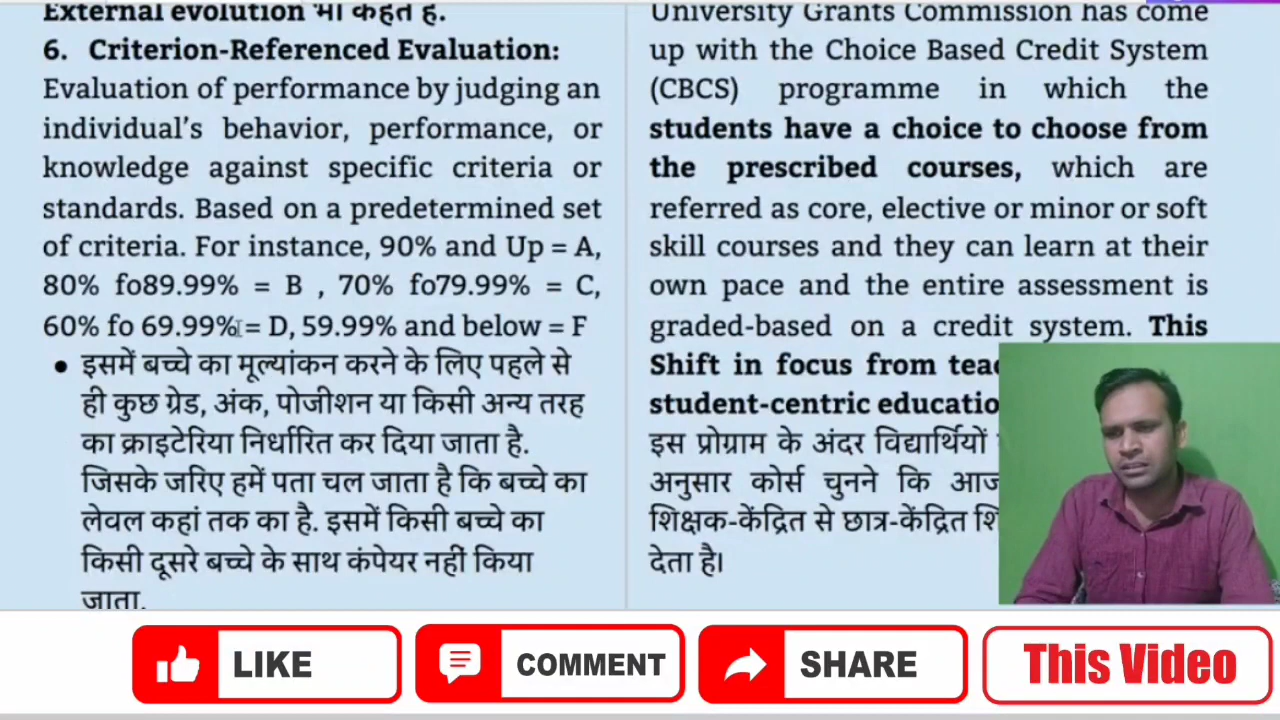 External evolution भी कहते हैं.
6. Criterion-Referenced Evaluation:
Evaluation of performance by judging an
individual's behavior, performance, or
knowledge against specific criteria or
standards. Based on a predetermined set
of criteria. For instance, 90% and Up = A,
80% fo89.99% = B , 70% fo79.99% = C,
60% fo 69.99% = D, 59.99% and below = F
• इसमें बच्चे का मूल्यांकन करने के लिए पहले से
ही कुछ ग्रेड, अंक, पोजीशन या किसी अन्य तरह
का क्राइटेरिया निर्धारित कर दिया जाता है.
जिसके जरिए हमें पता चल जाता है कि बच्चे का
लेवल कहां तक का है. इसमें किसी बच्चे का
किसी दूसरे बच्चे के साथ कंपेयर नहीं किया
जाता.
University Grants Commission has come
up with the Choice Based Credit System
(CBCS) programme in which the
students have a choice to choose from
the prescribed courses, which are
referred as core, elective or minor or soft
skill courses and they can learn at their
own pace and the entire assessment is
graded-based on a credit system. This
Shift in focus from
student-centric
इस प्रोग्राम के अंदर विद्यार्थियों
अनुसार कोर्स चुनने कि
शिक्षक-केंद्रित से छात्र-केंद्रित
देता है।
LIKE
COMMENT
SHARE
This Video